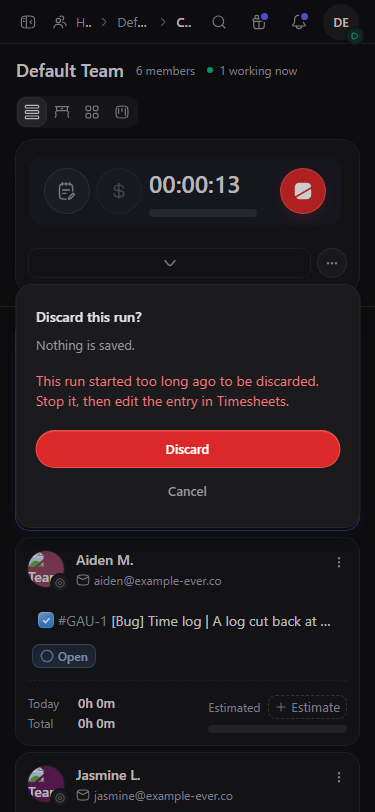 H..
Def...
C..
DE
Default Team
6 members
1 working now
$
00:00:13
Discard this run?
Nothing is saved.
This run started too long ago to be discarded.
Stop it, then edit the entry in Timesheets.
Discard
Cancel
Aiden M.
Tear
aiden@example-ever.co
#GAU-1 [Bug] Time log | A log cut back at ...
Open
Today 0h 0m
Estimated
+ Estimate
Total 0h 0m
Jasmine L.
Tear
jasmine@example-ever.co